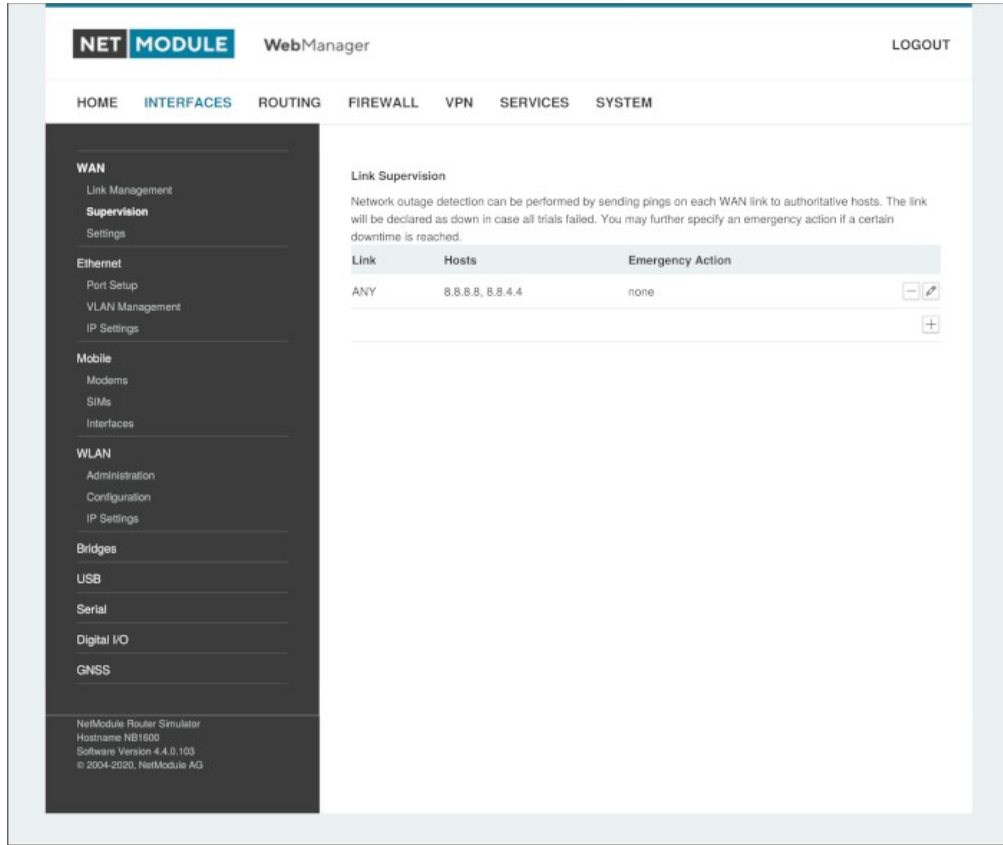 NET MODULE WebManager LOGOUT
HOME INTERFACES ROUTING FIREWALL VPN SERVICES SYSTEM
WAN
Link Management
Supervision
Settings
Ethernet
Port Setup
VLAN Management
IP Settings
Mobile
Modems
SIMs
Interfaces
WLAN
Administration
Configuration
IP Settings
Bridges
USB
Serial
Digital I/O
GNSS
NetModule Router Simulator
Hostname NB1600
Software Version 4.4.0.103
© 2004-2020, NetModule AG
Link Supervision
Network outage detection can be performed by sending pings on each WAN link to authoritative hosts. The link
will be declared as down in case all trials failed. You may further specify an emergency action if a certain
downtime is reached.
Link Hosts Emergency Action
ANY 8.8.8.8, 8.8.4.4 none